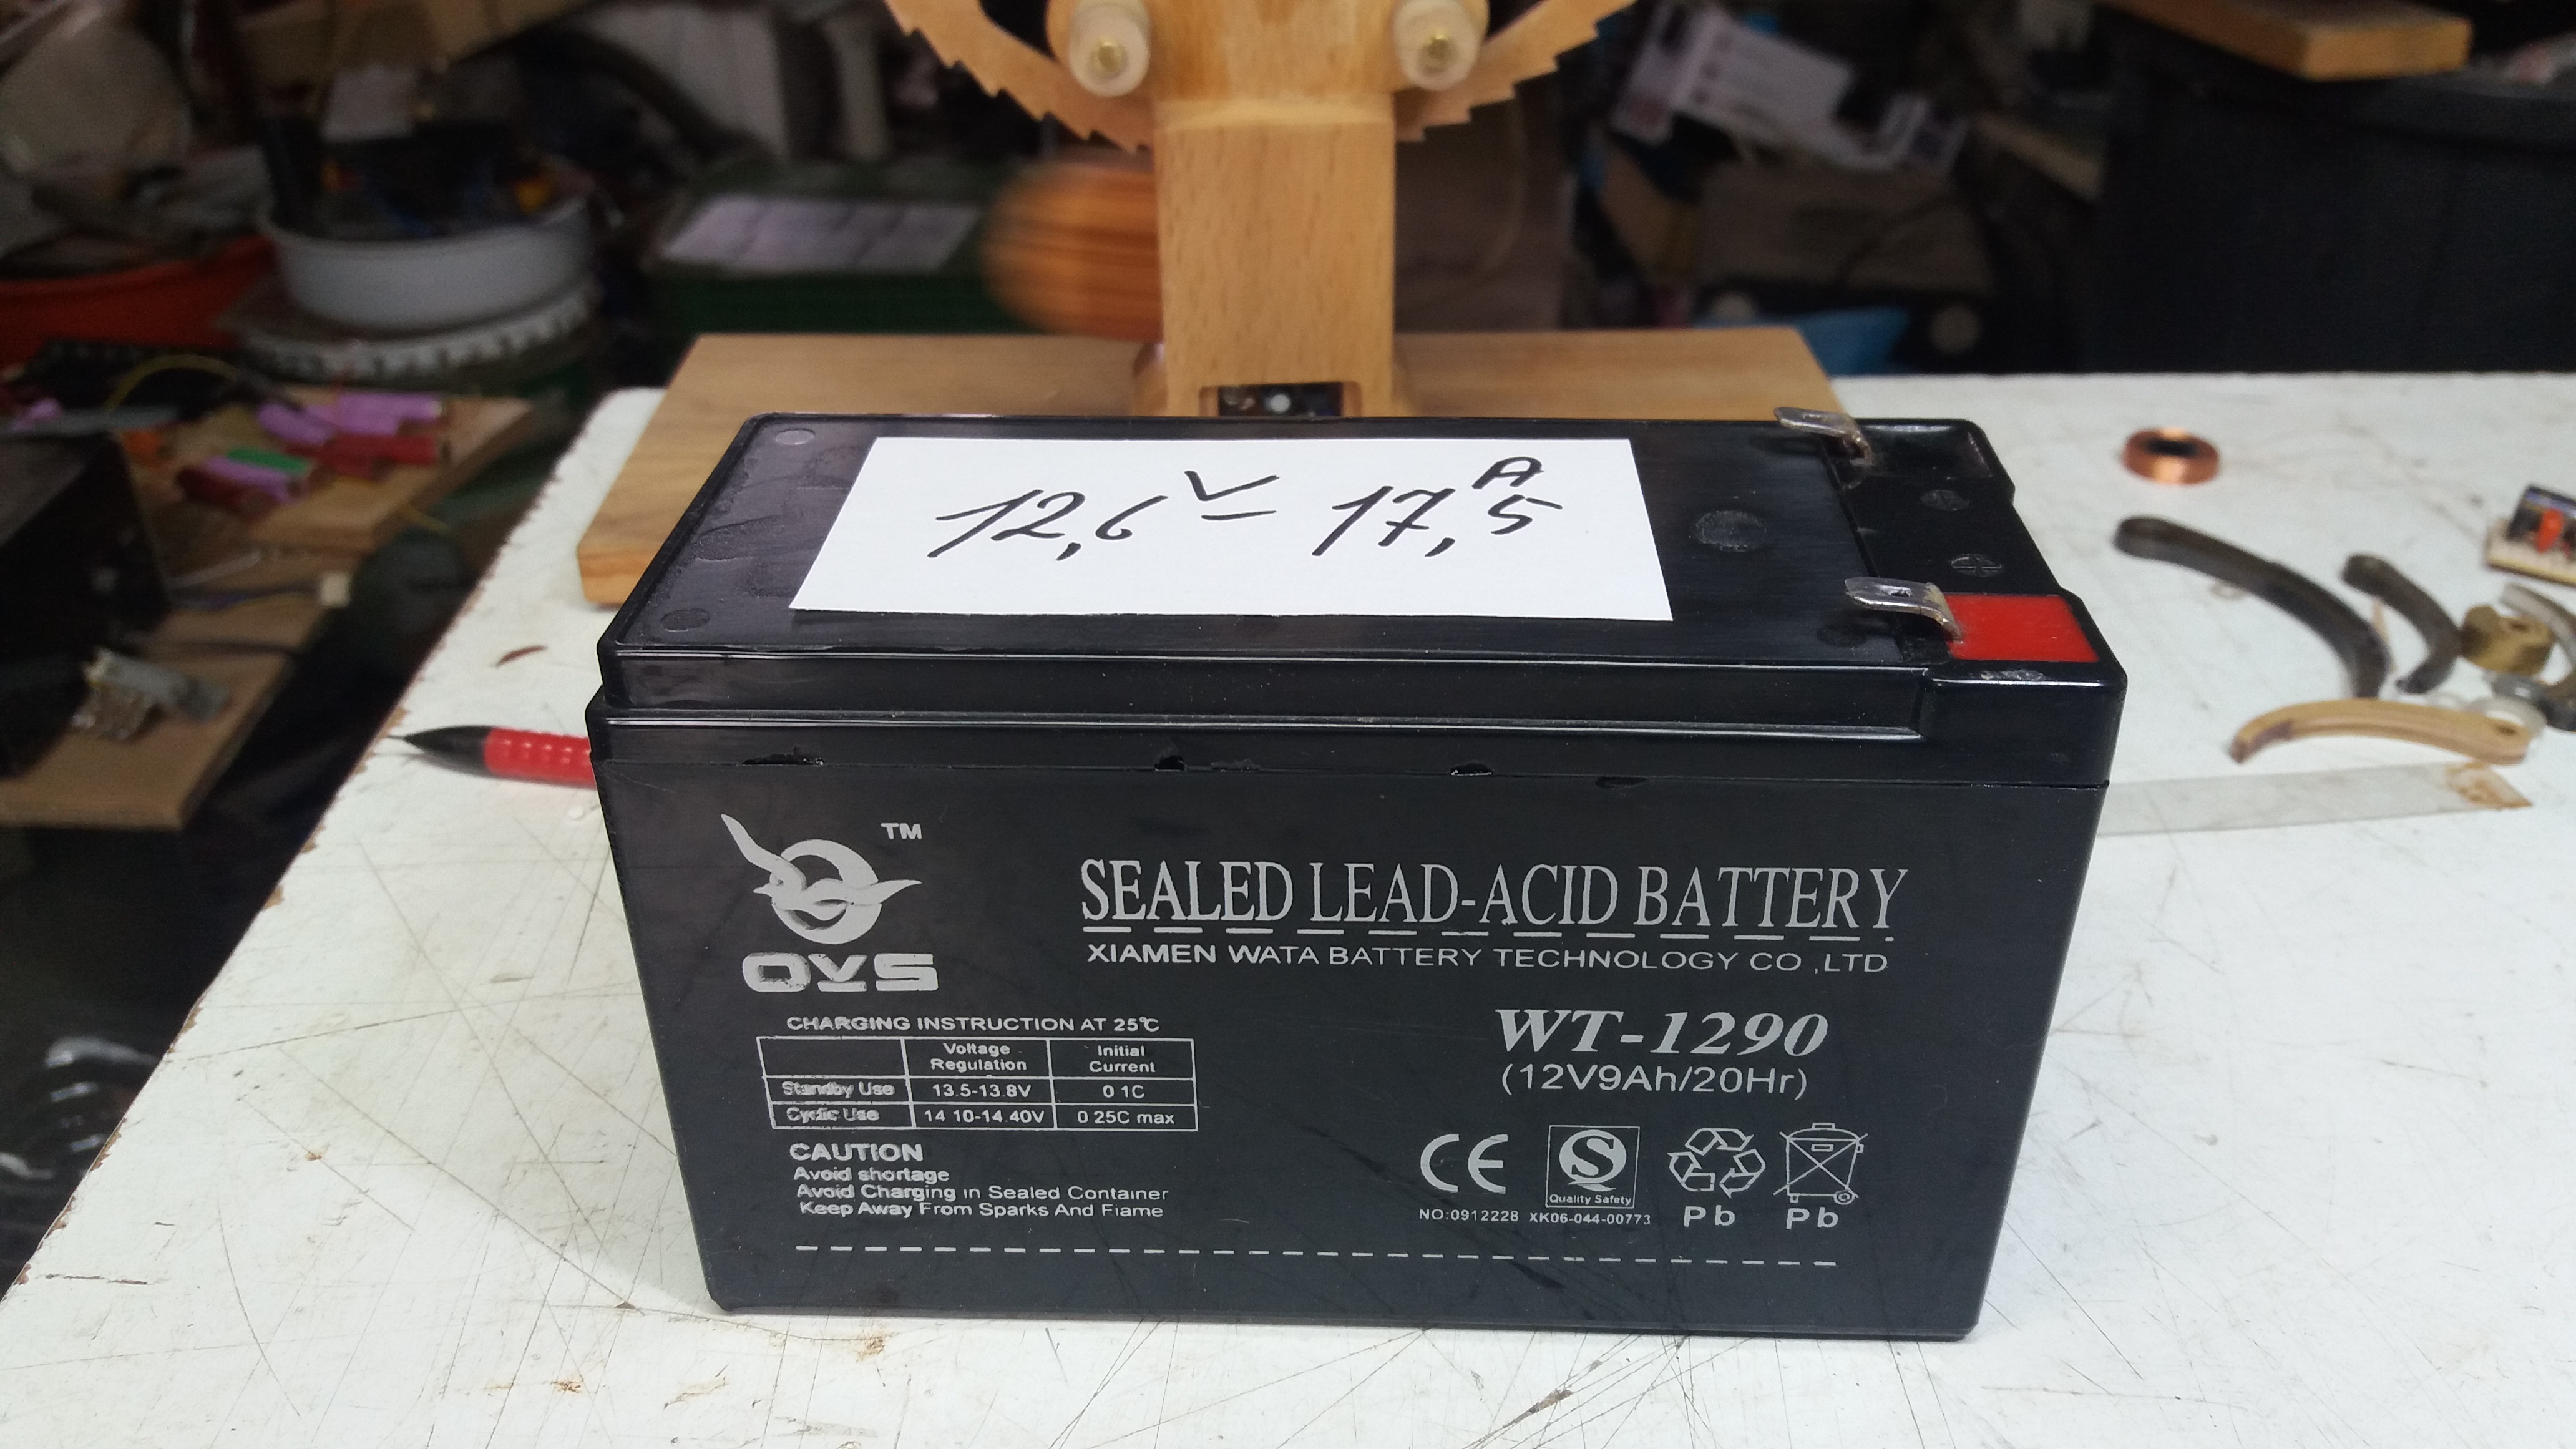 12,6 V = 17,5 A
TM
QVS
SEALED LEAD-ACID BATTERY
XIAMEN WATA BATTERY TECHNOLOGY CO ,LTD
WT-1290
(12V9Ah/20Hr)
CHARGING INSTRUCTION AT 25℃
Voltage Regulation Initial Current
Standby Use 13.5-13.8V 0 1C
Cyclic Use 14 10-14.40V 0 25C max
CAUTION
Avoid shortage
Avoid Charging in Sealed Container
Keep Away From Sparks And Flame
CE
S
Quality Safety
NO:0912228 XK06-044-00773
Pb Pb